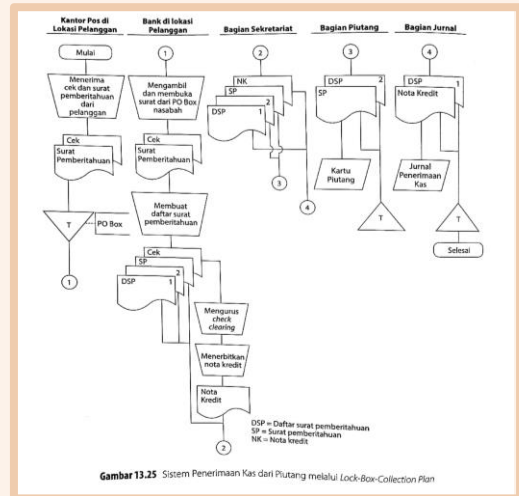 Kantor Pos di
Lokasi Pelanggan
Mulai
Menerima
cek dan surat
pemberitahuan
dari
pelanggan
Cek
Surat
Pemberitahuan
T
PO Box
1
Bank di lokasi
Pelanggan
1
Mengambil
dan membuka
surat dari PO Box
nasabah
Cek
Surat
Pemberitahuan
Membuat
daftar surat
pemberitahuan
Cek
SP
2
DSP 1
Mengurus
check
clearing
Menerbitkan
nota kredit
Nota
Kredit
2
Bagian Sekretariat
2
NK
SP
2
DSP 1
3
4
Bagian Piutang
3
DSP 2
SP
Kartu
Piutang
T
Bagian Jurnal
4
DSP 1
Nota Kredit
Jurnal
Penerimaan
Kas
T
Selesai
DSP = Daftar surat pemberitahuan
SP = Surat pemberitahuan
NK = Nota kredit
Gambar 13.25 Sistem Penerimaan Kas dari Piutang melalui Lock-Box-Collection Plan